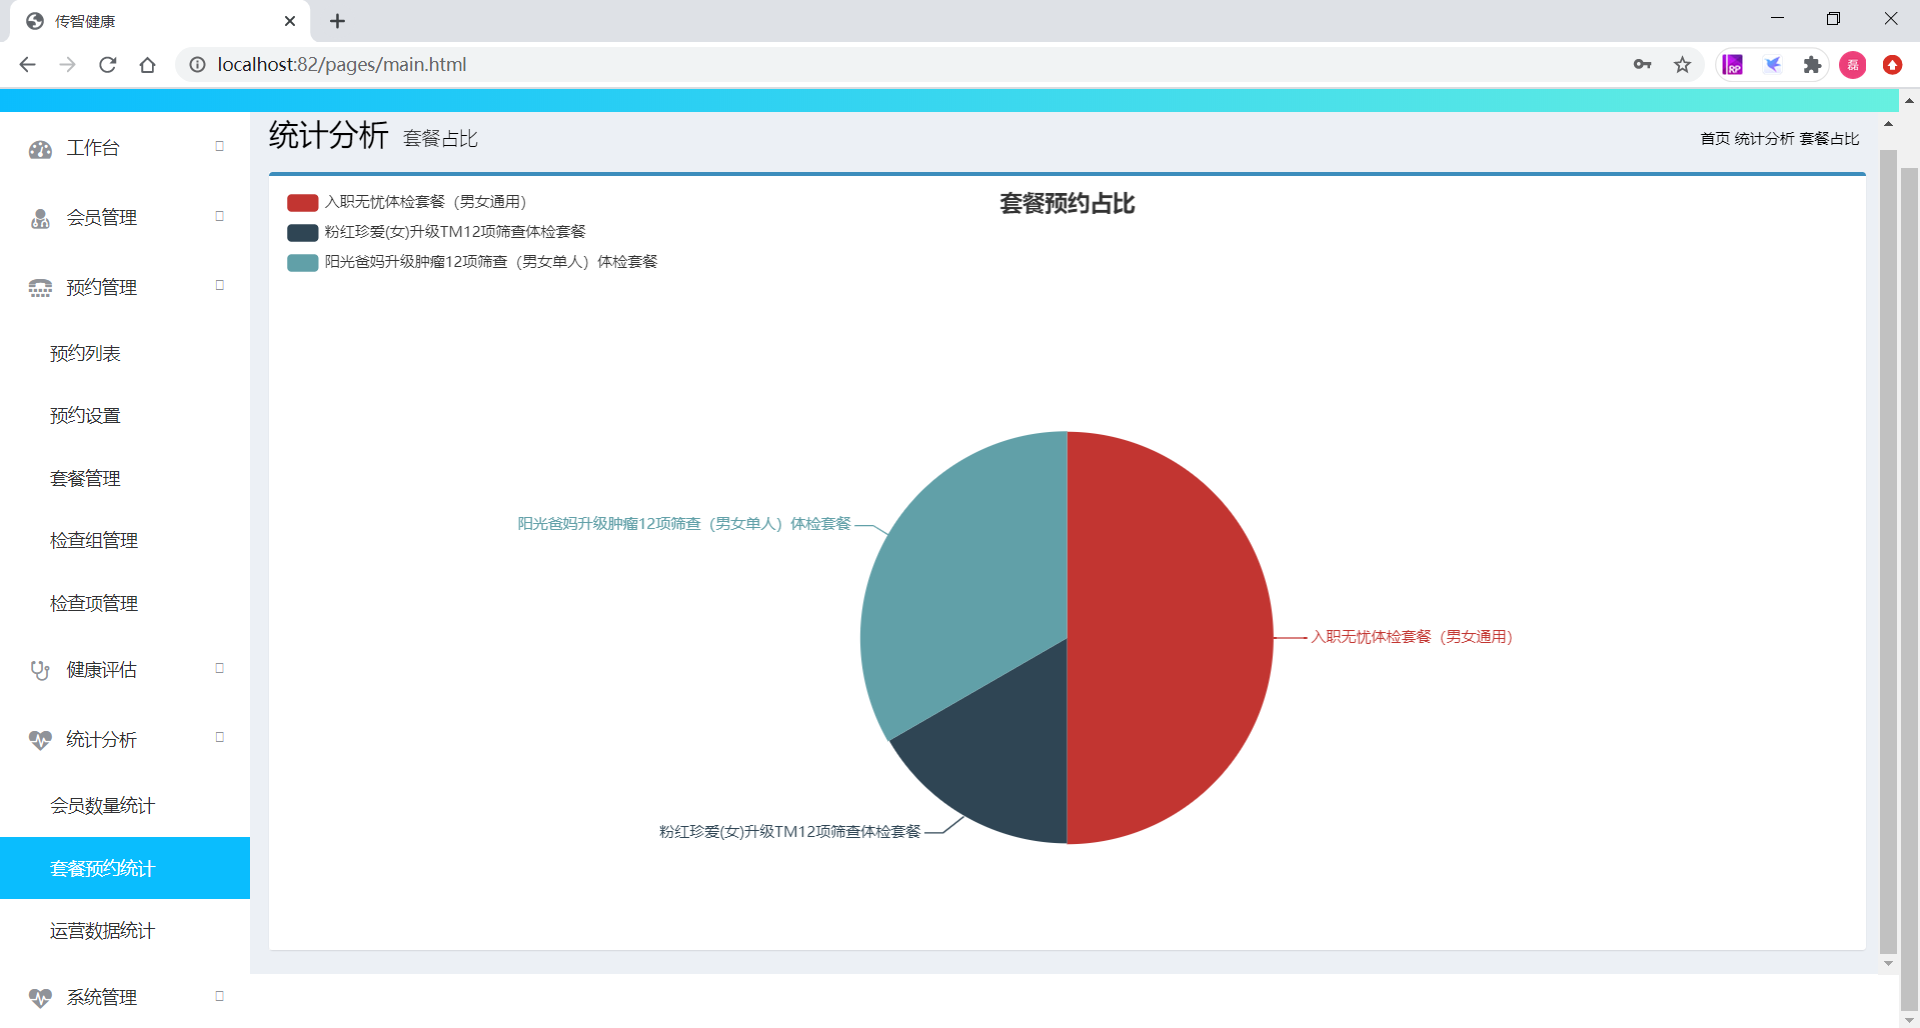 传智健康
localhost:82/pages/main.html
RP
磊
工作台
会员管理
预约管理
预约列表
预约设置
套餐管理
检查组管理
检查项管理
健康评估
统计分析
会员数量统计
套餐预约统计
运营数据统计
系统管理
统计分析 套餐占比
首页 统计分析 套餐占比
套餐预约占比
入职无忧体检套餐（男女通用）
粉红珍爱(女)升级TM12项筛查体检套餐
阳光爸妈升级肿瘤12项筛查（男女单人）体检套餐
阳光爸妈升级肿瘤12项筛查（男女单人）体检套餐
入职无忧体检套餐（男女通用）
粉红珍爱(女)升级TM12项筛查体检套餐